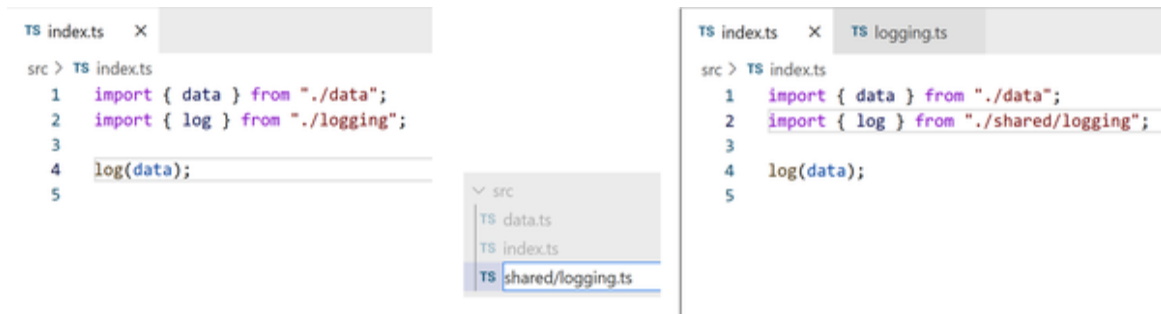 TS index.ts ×
src > TS index.ts
1 import { data } from "./data";
2 import { log } from "./logging";
3
4 log(data);
5
src
TS data.ts
TS index.ts
TS shared/logging.ts
TS index.ts × TS logging.ts
src > TS index.ts
1 import { data } from "./data";
2 import { log } from "./shared/logging";
3
4 log(data);
5